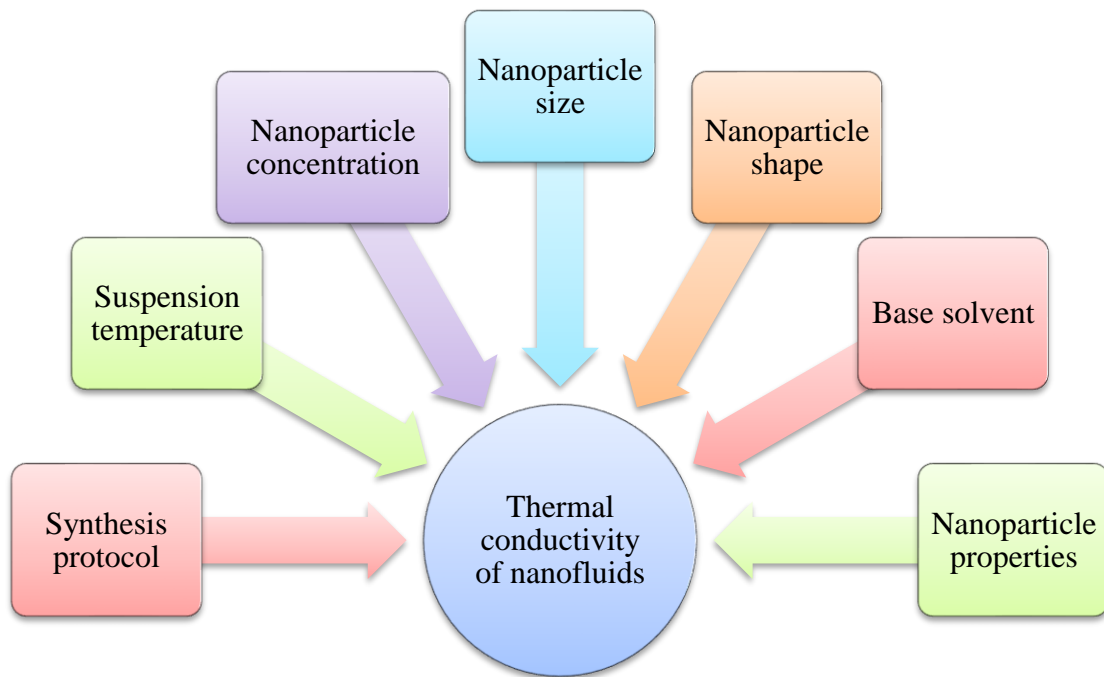 Nanoparticle
size
Nanoparticle
concentration
Nanoparticle
shape
Suspension
temperature
Base solvent
Synthesis
protocol
Thermal
conductivity
of nanofluids
Nanoparticle
properties